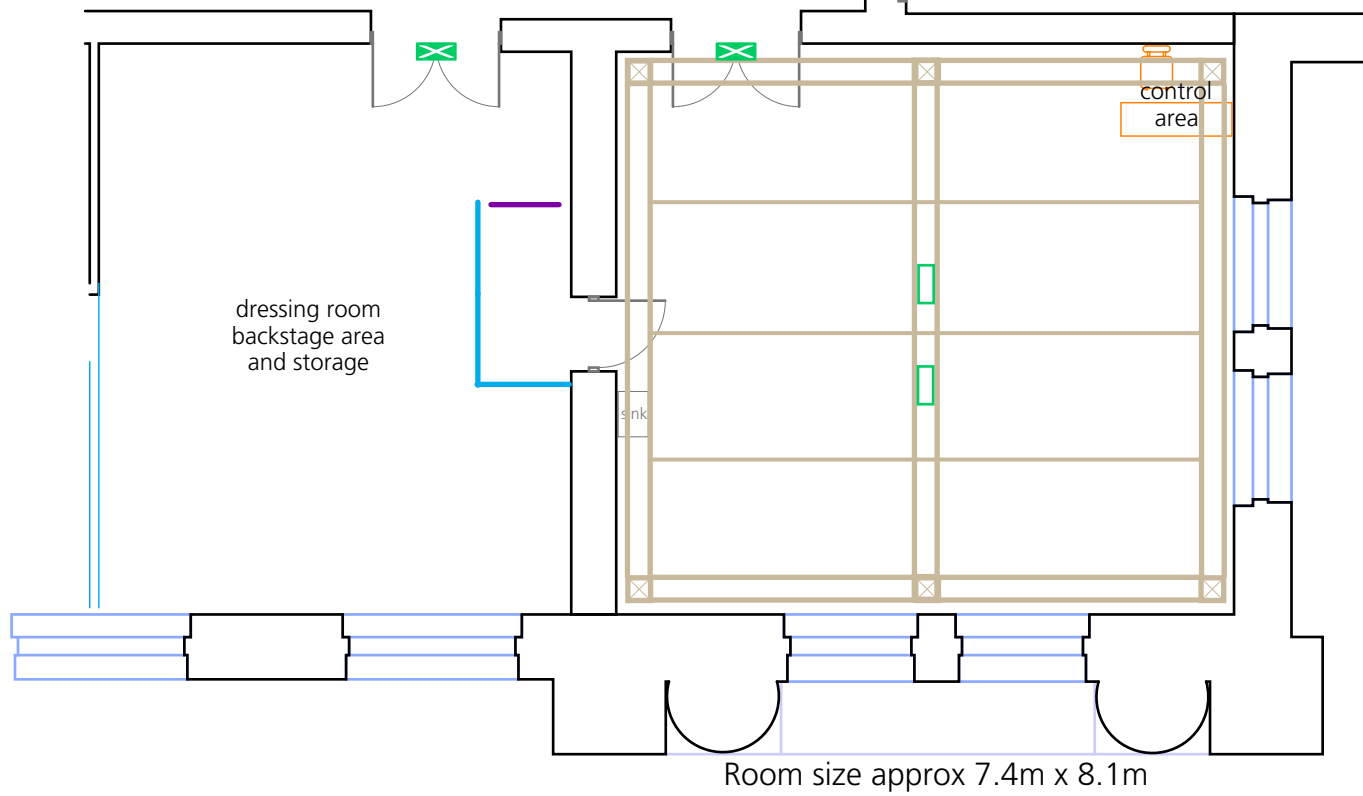 control
area
dressing room
backstage area
and storage
sink
Room size approx 7.4m x 8.1m